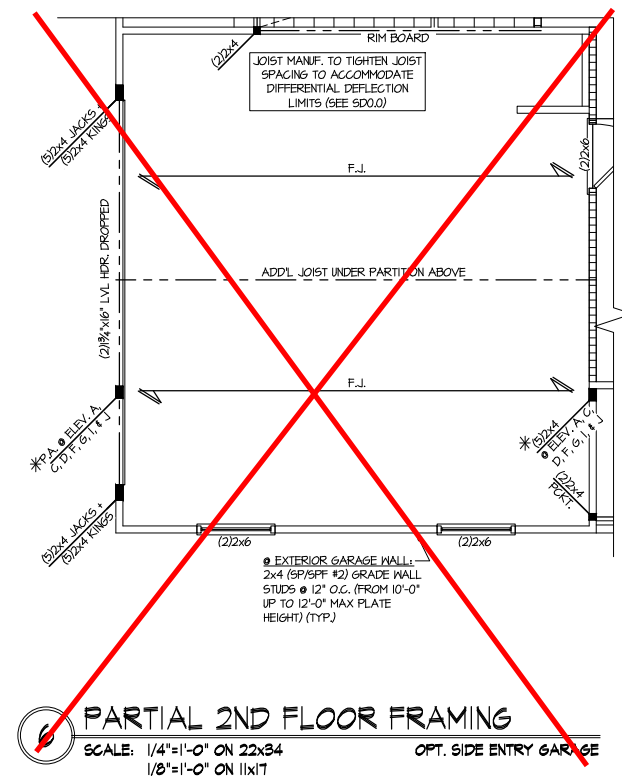 RIM BOARD
(2)2x4
JOIST MANUF. TO TIGHTEN JOIST
SPACING TO ACCOMMODATE
DIFFERENTIAL DEFLECTION
LIMITS (SEE SD0.0)
(5)2x4 JACKS +
(5)2x4 KINGS
F.J.
(2)2x6
(2)1¾"x16" LVL HDR. DROPPED
ADD'L JOIST UNDER PARTITION ABOVE
F.J.
*P.A. @ ELEV. A,
C, D, F, G, I, & J
*(5)2x4
@ ELEV. A, C,
D, F, G, I, & J
(2)2x4
PCKT.
(5)2x4 JACKS +
(5)2x4 KINGS
(2)2x6
(2)2x6
@ EXTERIOR GARAGE WALL:
2x4 (SP/SPF #2) GRADE WALL
STUDS @ 12" O.C. (FROM 10'-0"
UP TO 12'-0" MAX PLATE
HEIGHT) (TYP.)
6
PARTIAL 2ND FLOOR FRAMING
SCALE: 1/4"=1'-0" ON 22x34
OPT. SIDE ENTRY GARAGE
1/8"=1'-0" ON 11x17